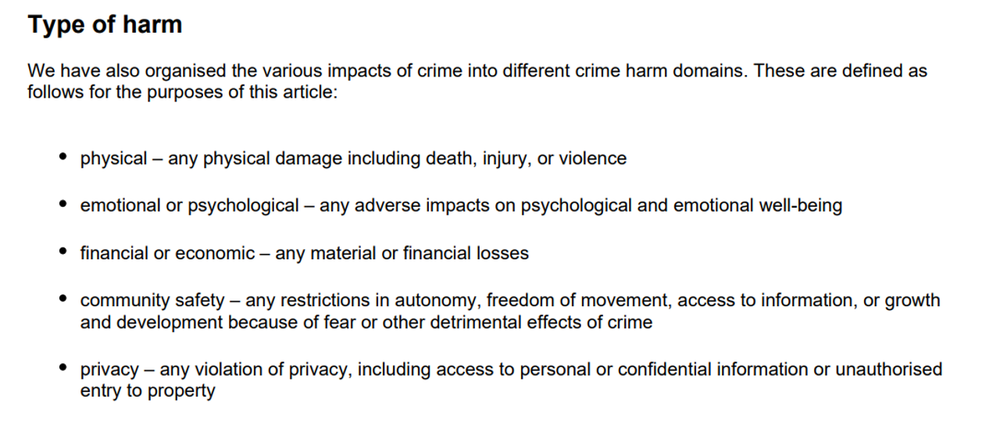 Type of harm
We have also organised the various impacts of crime into different crime harm domains. These are defined as
follows for the purposes of this article:
• physical – any physical damage including death, injury, or violence
• emotional or psychological – any adverse impacts on psychological and emotional well-being
• financial or economic – any material or financial losses
• community safety – any restrictions in autonomy, freedom of movement, access to information, or growth
and development because of fear or other detrimental effects of crime
• privacy – any violation of privacy, including access to personal or confidential information or unauthorised
entry to property